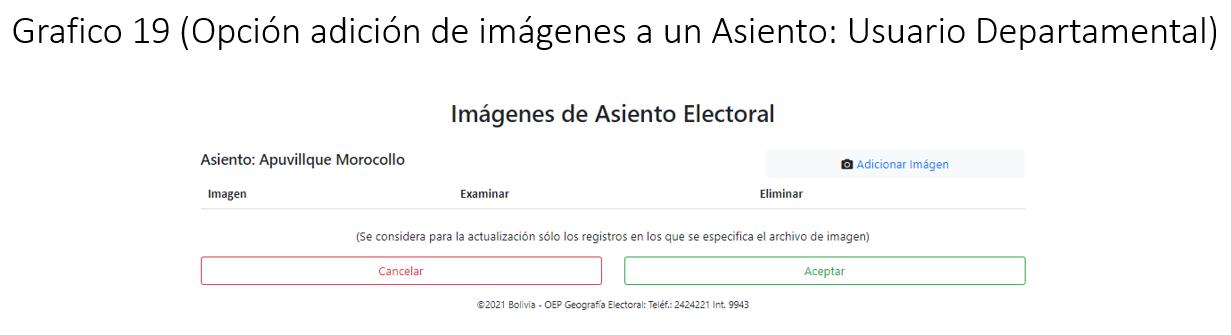 Grafico 19 (Opción adición de imágenes a un Asiento: Usuario Departamental)
Imágenes de Asiento Electoral
Asiento: Apuvillque Morocollo
Adicionar Imágen
Imagen Examinar Eliminar
(Se considera para la actualización sólo los registros en los que se especifica el archivo de imagen)
Cancelar Aceptar
©2021 Bolivia - OEP Geografía Electoral: Teléf.: 2424221 Int. 9943